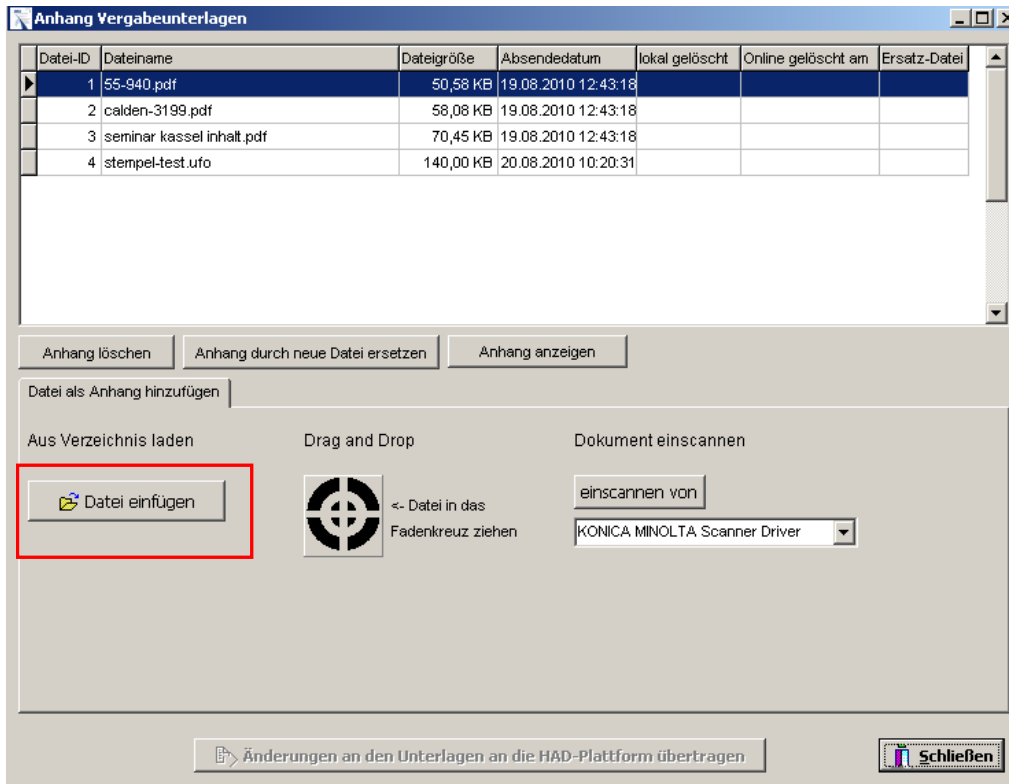 Anhang Vergabeunterlagen
Datei-ID Dateiname Dateigröße Absendedatum lokal gelöscht Online gelöscht am Ersatz-Datei
1 55-940.pdf 50,58 KB 19.08.2010 12:43:18
2 calden-3199.pdf 58,08 KB 19.08.2010 12:43:18
3 seminar kassel inhalt.pdf 70,45 KB 19.08.2010 12:43:18
4 stempel-test.ufo 140,00 KB 20.08.2010 10:20:31
Anhang löschen Anhang durch neue Datei ersetzen Anhang anzeigen
Datei als Anhang hinzufügen
Aus Verzeichnis laden Drag and Drop Dokument einscannen
Datei einfügen <- Datei in das einscannen von
Fadenkreuz ziehen KONICA MINOLTA Scanner Driver
Änderungen an den Unterlagen an die HAD-Plattform übertragen Schließen